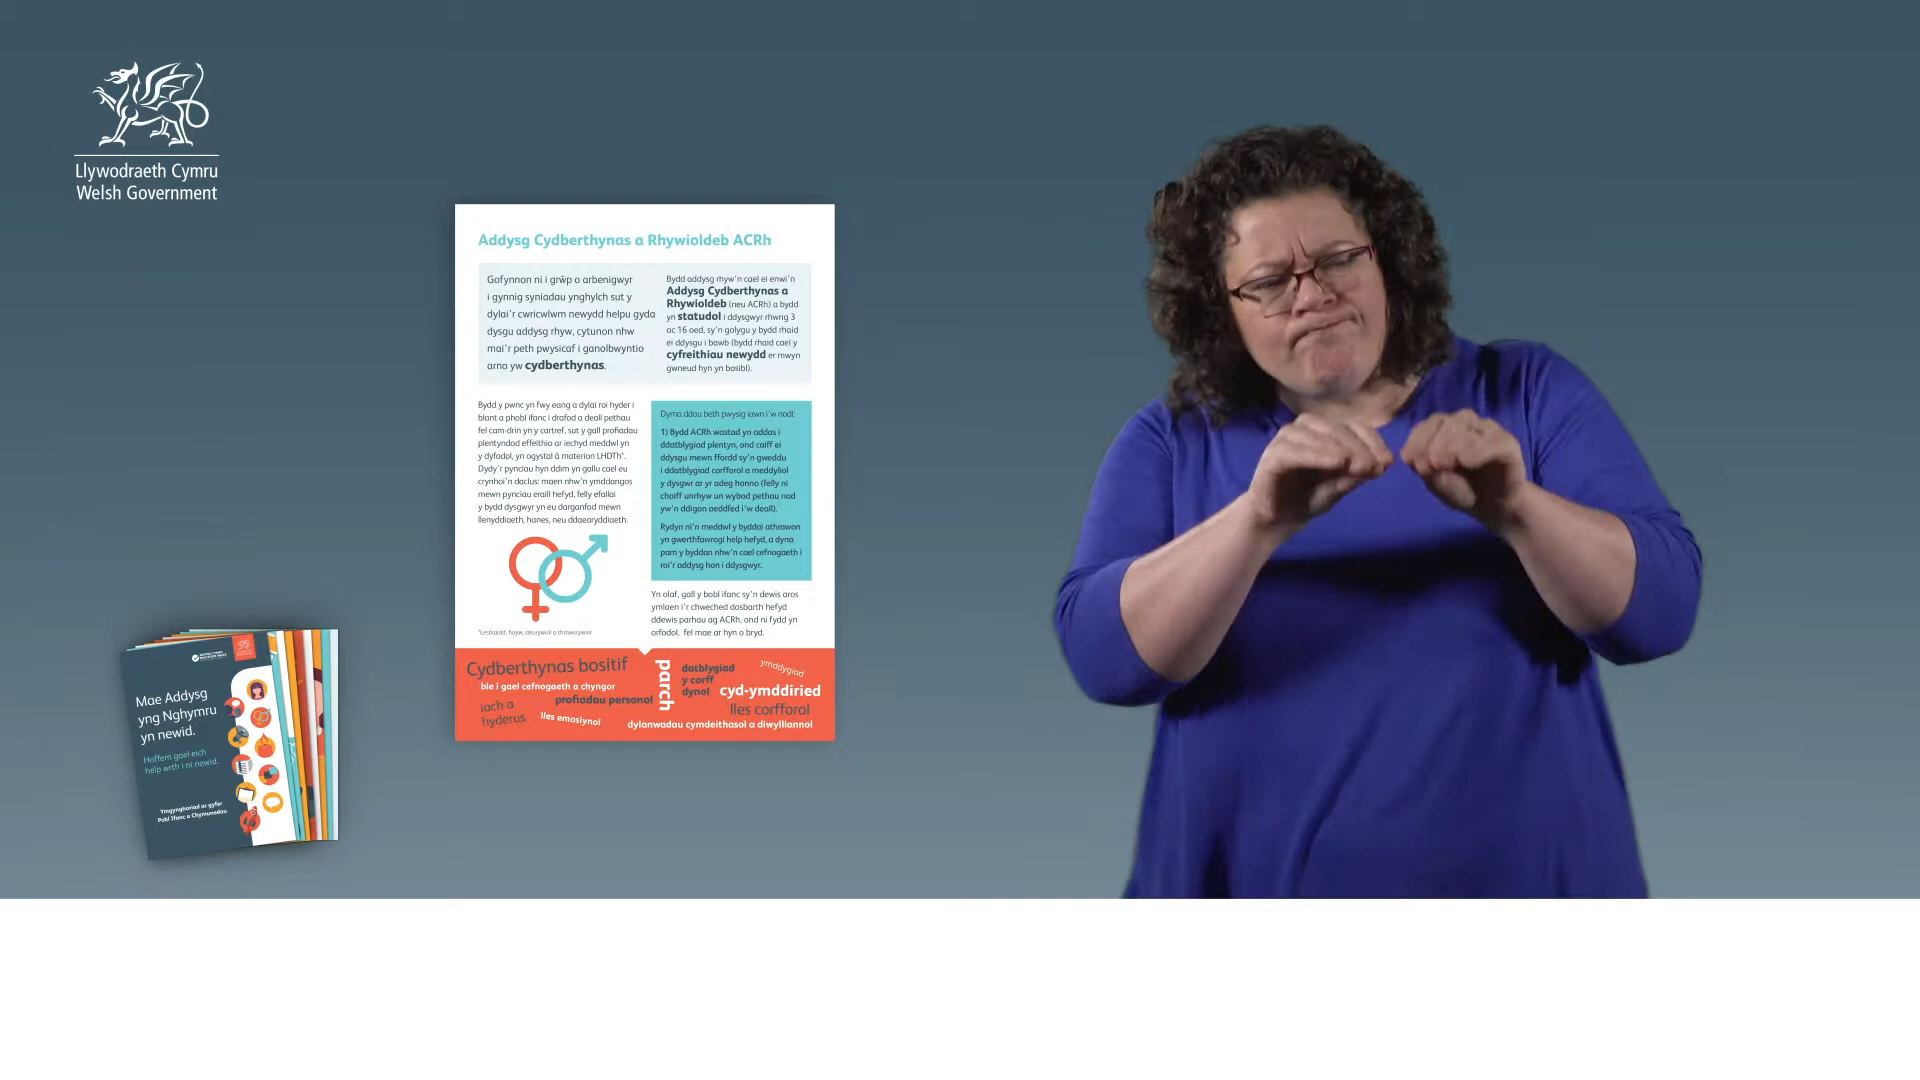 Llywodraeth Cymru
Welsh Government
Addysg Cydberthynas a Rhywioldeb ACRh
Gofynnon ni i grŵp o arbenigwyr
i gynnig syniadau ynghylch sut y
dylai'r cwricwlwm newydd helpu gyda
dysgu addysg rhyw, cytunon nhw
mai'r peth pwysicaf i ganolbwyntio
arno yw cydberthynas.
Bydd addysg rhyw'n cael ei enwi'n
Addysg Cydberthynas a
Rhywioldeb (neu ACRh) a bydd
yn statudol i ddysgwyr rhwng 3
ac 16 oed, sy'n golygu y bydd rhaid
ei ddysgu i bawb (bydd rhaid cael y
cyfreithiau newydd er mwyn
gwneud hyn yn bosibl).
Bydd y pwnc yn fwy eang a dylai roi hyder i
blant a phobl ifanc i drafod a deall pethau
fel cam-drin yn y cartref, sut y gall profiadau
plentyndod effeithio ar iechyd meddwl yn
y dyfodol, yn ogystal â materion LHDTh*.
Dydy'r pynciau hyn ddim yn gallu cael eu
crynhoi'n daclus: maen nhw'n ymddangos
mewn pynciau eraill hefyd, felly efallai
y bydd dysgwyr yn eu darganfod mewn
llenyddiaeth, hanes, neu ddaearyddiaeth.
*Lesbiaidd, hoyw, deurywiol a thrawsrywiol
Dyma ddau beth pwysig iawn i'w nodi:
1) Bydd ACRh wastad yn addas i
ddatblygiad plentyn, ond caiff ei
ddysgu mewn ffordd sy'n gweddu
i ddatblygiad corfforol a meddyliol
y dysgwr ar yr adeg honno (felly ni
chaiff unrhyw un wybod pethau nad
yw'n ddigon aeddfed i'w deall).
Rydyn ni'n meddwl y byddai athrawon
yn gwerthfawrogi help hefyd, a dyna
pam y byddan nhw'n cael cefnogaeth i
roi'r addysg hon i ddysgwyr.
Yn olaf, gall y bobl ifanc sy'n dewis aros
ymlaen i'r chweched dosbarth hefyd
ddewis parhau ag ACRh, ond ni fydd yn
orfodol, fel mae ar hyn o bryd.
Cydberthynas bositif
ble i gael cefnogaeth a chyngor
profiadau personol
iach a
hyderus
lles emosiynol
parch
datblygiad
y corff
dynol
ymddygiad
cyd-ymddiried
lles corfforol
dylanwadau cymdeithasol a diwylliannol
Mae Addysg
yng Nghymru
yn newid.
Hoffem gael eich
help wrth i ni newid.
Ymgynghoriad ar gyfer
Pobl Ifanc a Chymunedau